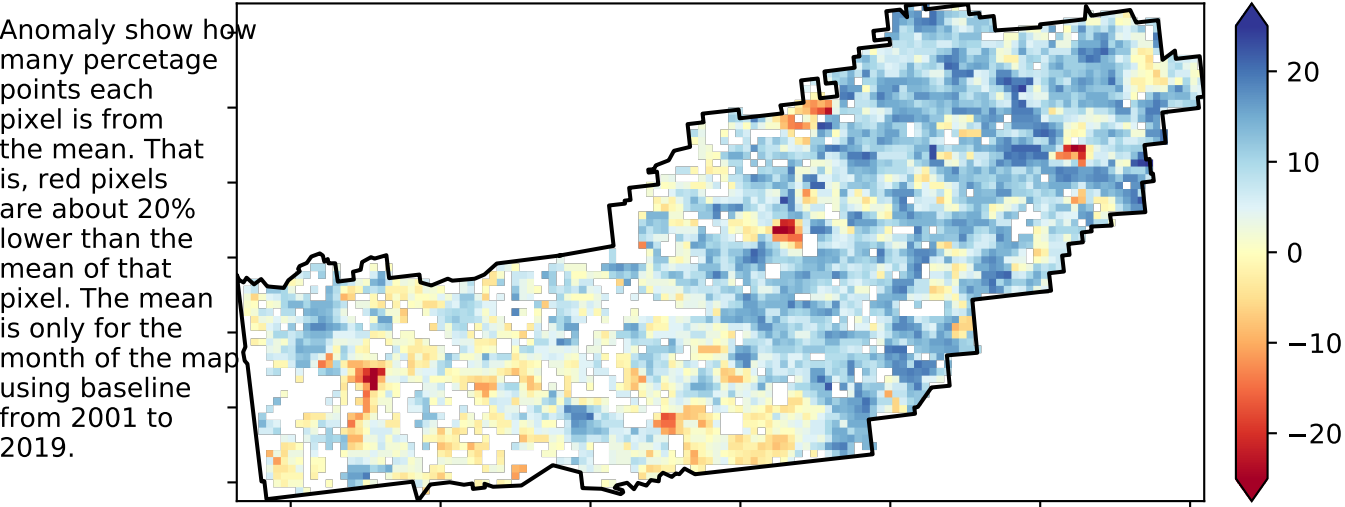 Anomaly show how
many percetage
points each
pixel is from
the mean. That
is, red pixels
are about 20%
lower than the
mean of that
pixel. The mean
is only for the
month of the map
using baseline
from 2001 to
2019.
20
10
0
−10
−20